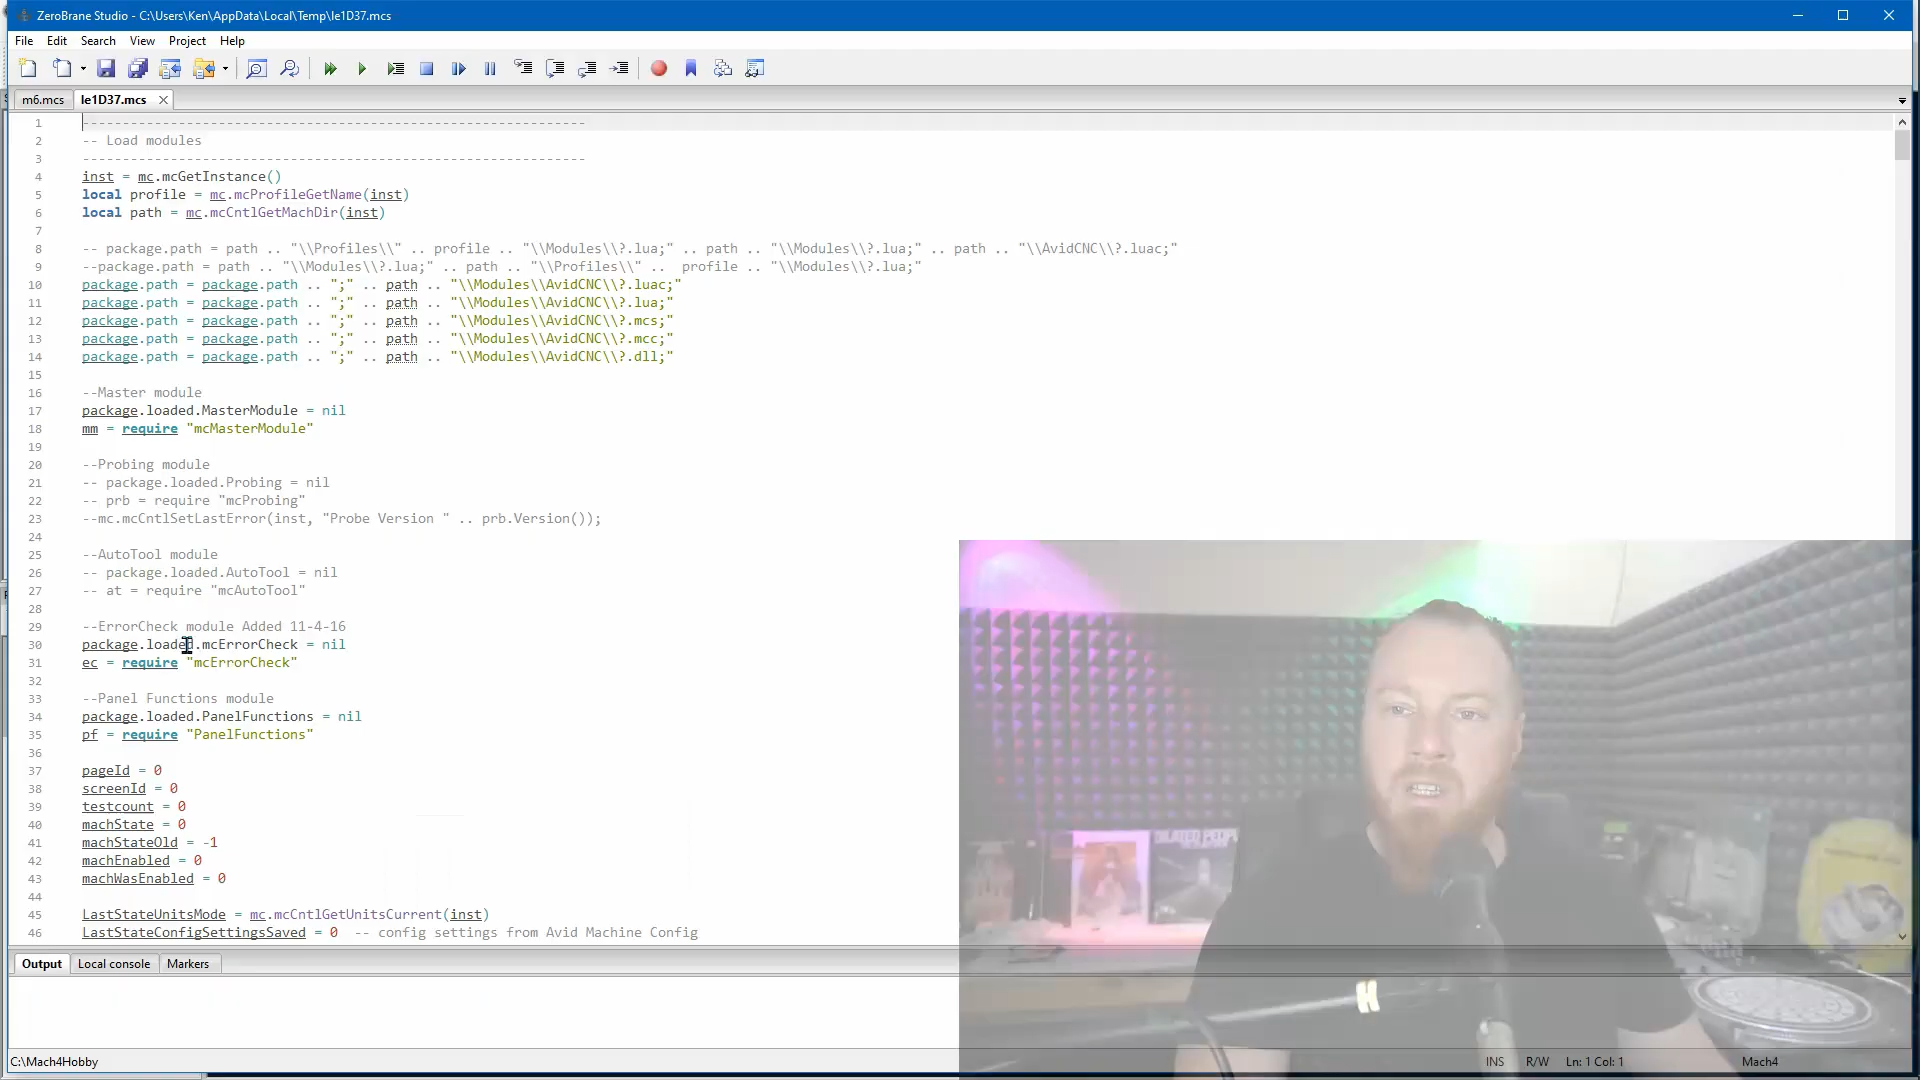 ZeroBrane Studio - C:\Users\Ken\AppData\Local\Temp\le1D37.mcs
File Edit Search View Project Help
m6.mcs le1D37.mcs
1 ------------------------------------------------------------
2 -- Load modules
3 ------------------------------------------------------------
4 inst = mc.mcGetInstance()
5 local profile = mc.mcProfileGetName(inst)
6 local path = mc.mcCntlGetMachDir(inst)
7
8 -- package.path = path .. "\\Profiles\\" .. profile .. "\\Modules\\?.lua;" .. path .. "\\Modules\\?.lua;" .. path .. "\\AvidCNC\\?.luac;"
9 --package.path = path .. "\\Modules\\?.lua;" .. path .. "\\Profiles\\" .. profile .. "\\Modules\\?.lua;"
10 package.path = package.path .. ";" .. path .. "\\Modules\\AvidCNC\\?.luac;"
11 package.path = package.path .. ";" .. path .. "\\Modules\\AvidCNC\\?.lua;"
12 package.path = package.path .. ";" .. path .. "\\Modules\\AvidCNC\\?.mcs;"
13 package.path = package.path .. ";" .. path .. "\\Modules\\AvidCNC\\?.mcc;"
14 package.path = package.path .. ";" .. path .. "\\Modules\\AvidCNC\\?.dll;"
15
16 --Master module
17 package.loaded.MasterModule = nil
18 mm = require "mcMasterModule"
19
20 --Probing module
21 -- package.loaded.Probing = nil
22 -- prb = require "mcProbing"
23 --mc.mcCntlSetLastError(inst, "Probe Version " .. prb.Version());
24
25 --AutoTool module
26 -- package.loaded.AutoTool = nil
27 -- at = require "mcAutoTool"
28
29 --ErrorCheck module Added 11-4-16
30 package.loaded.mcErrorCheck = nil
31 ec = require "mcErrorCheck"
32
33 --Panel Functions module
34 package.loaded.PanelFunctions = nil
35 pf = require "PanelFunctions"
36
37 pageId = 0
38 screenId = 0
39 testcount = 0
40 machState = 0
41 machStateOld = -1
42 machEnabled = 0
43 machWasEnabled = 0
44
45 LastStateUnitsMode = mc.mcCntlGetUnitsCurrent(inst)
46 LastStateConfigSettingsSaved = 0 -- config settings from Avid Machine Config
Output Local console Markers
C:\Mach4Hobby INS R/W Ln: 1 Col: 1 Mach4